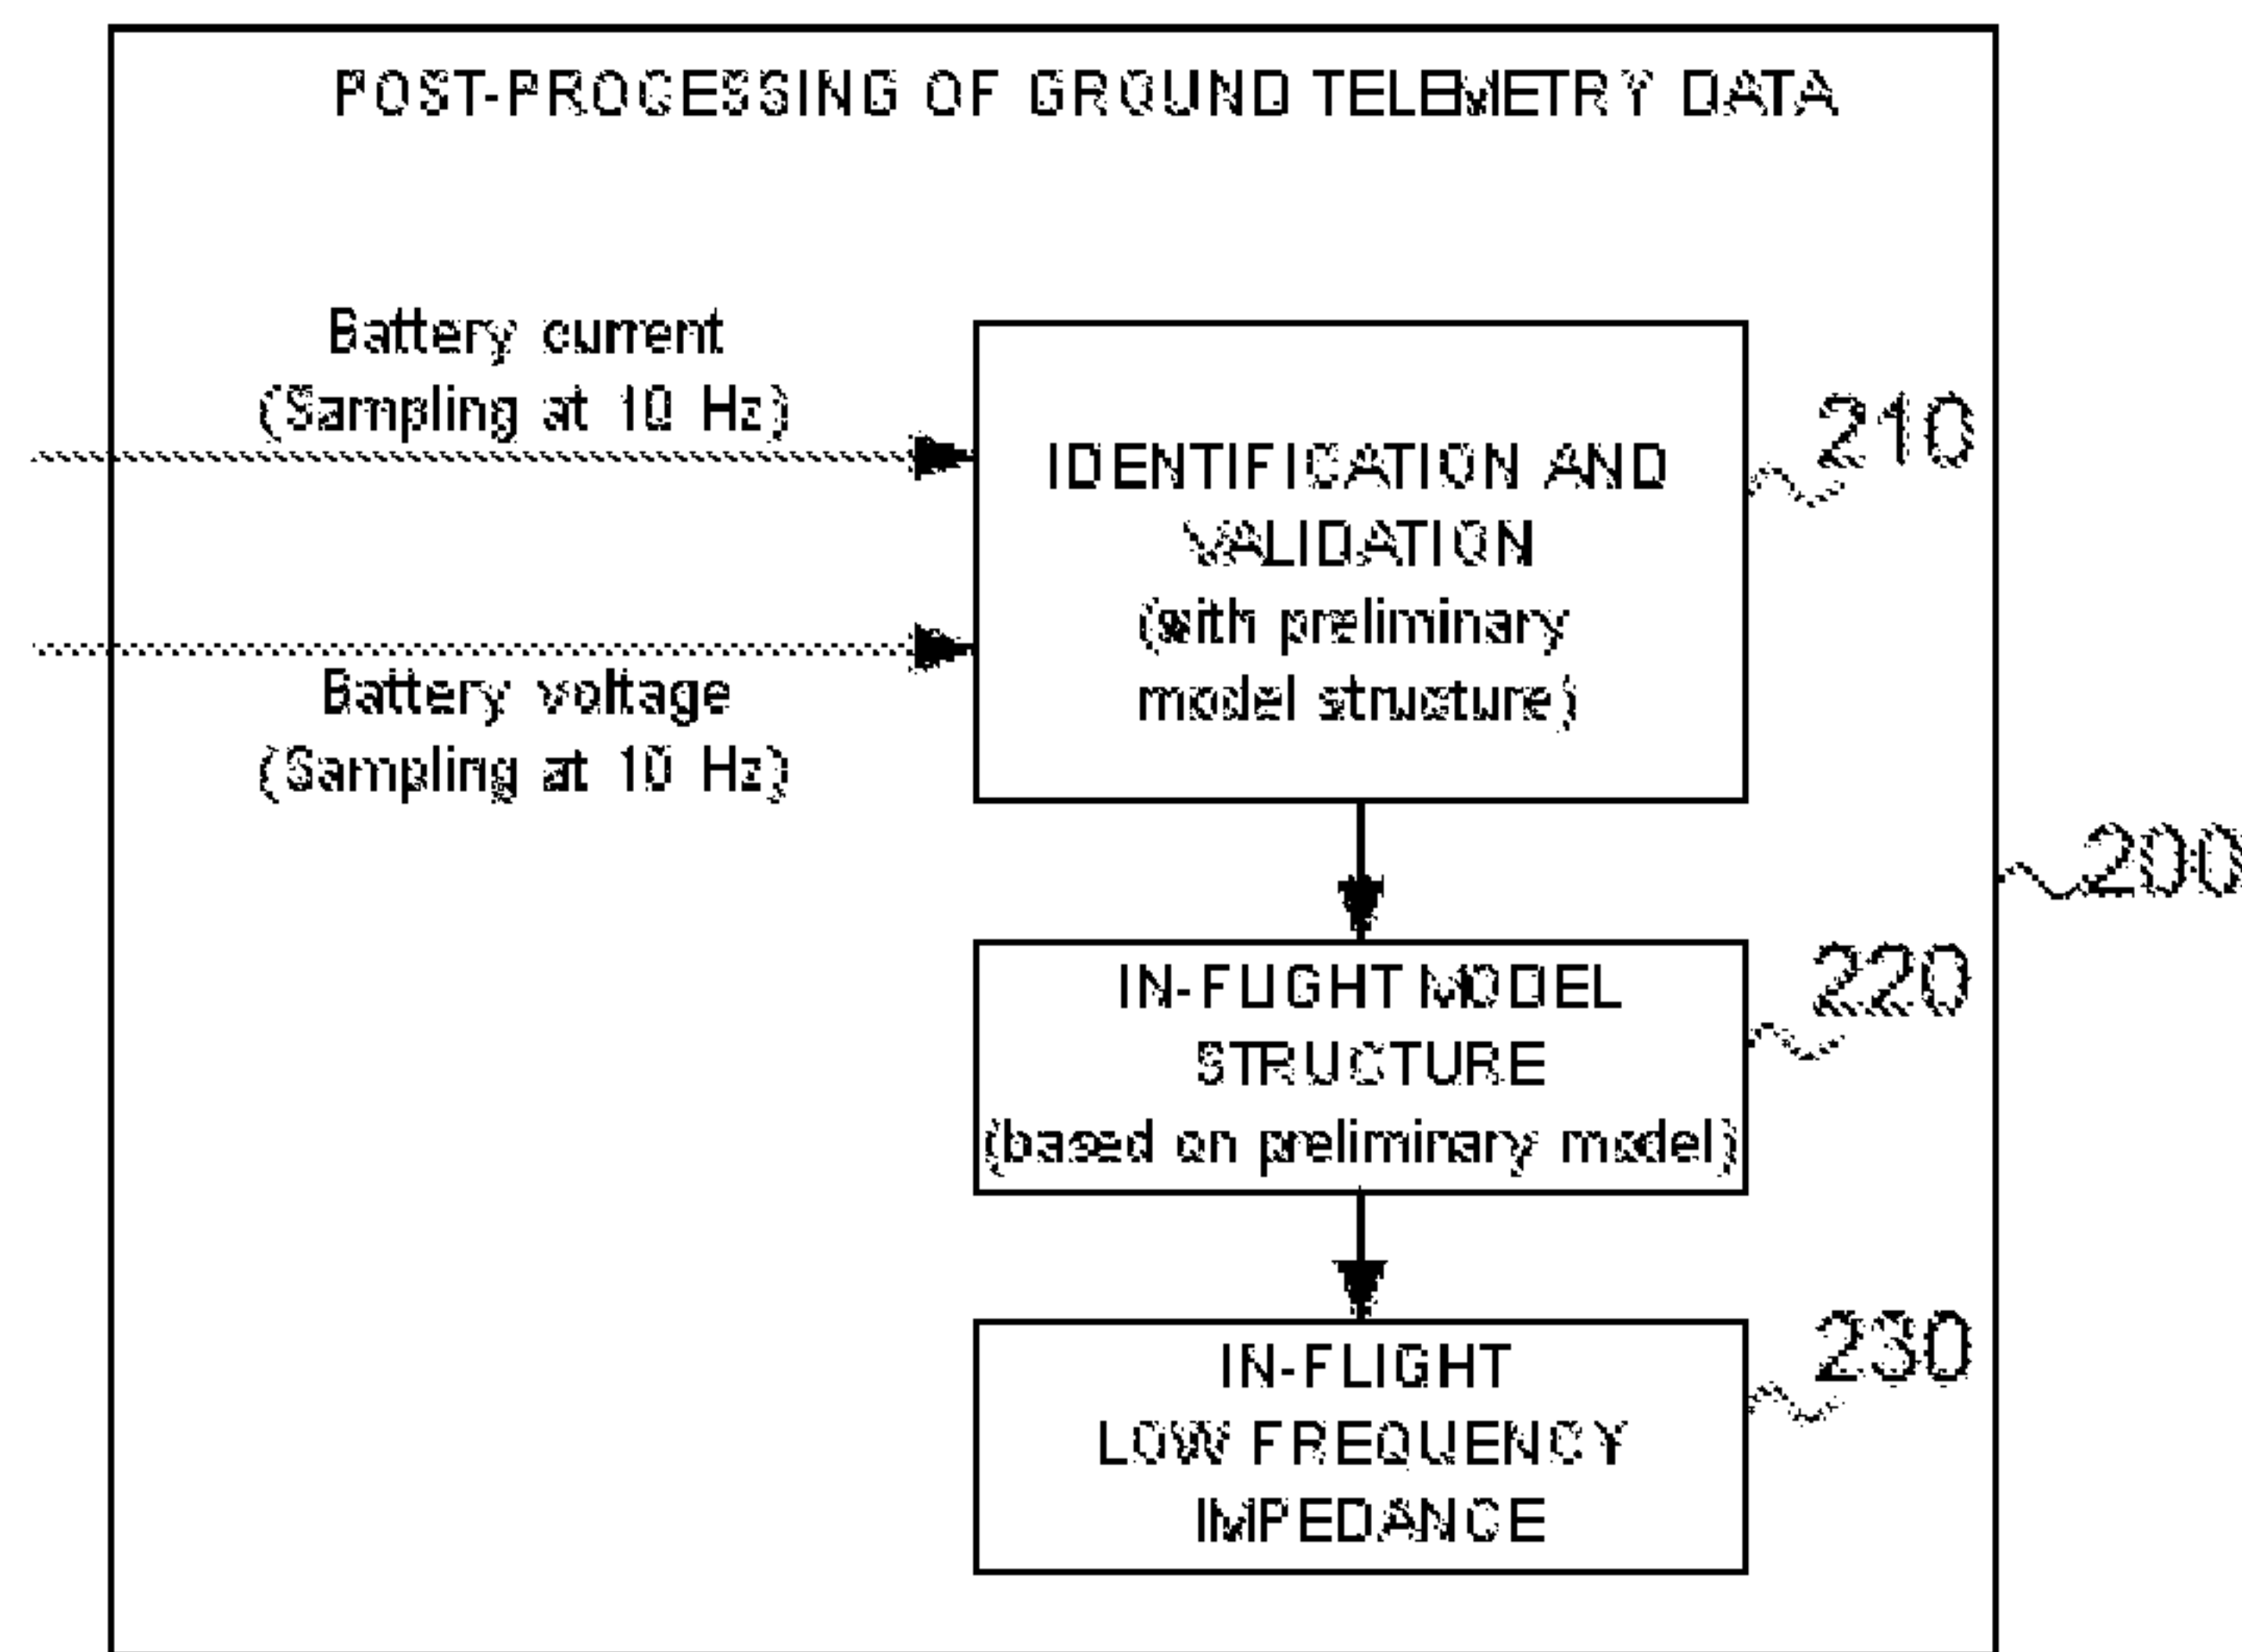 POST-PROCESSING OF GROUND TELEMETRY DATA
Battery current
(Sampling at 10 Hz)
Battery voltage
(Sampling at 10 Hz)
IDENTIFICATION AND
VALIDATION
(with preliminary
model structure)
210
200
IN-FLIGHT MODEL
STRUCTURE
(based on preliminary model)
220
IN-FLIGHT
LOW FREQUENCY
IMPEDANCE
230